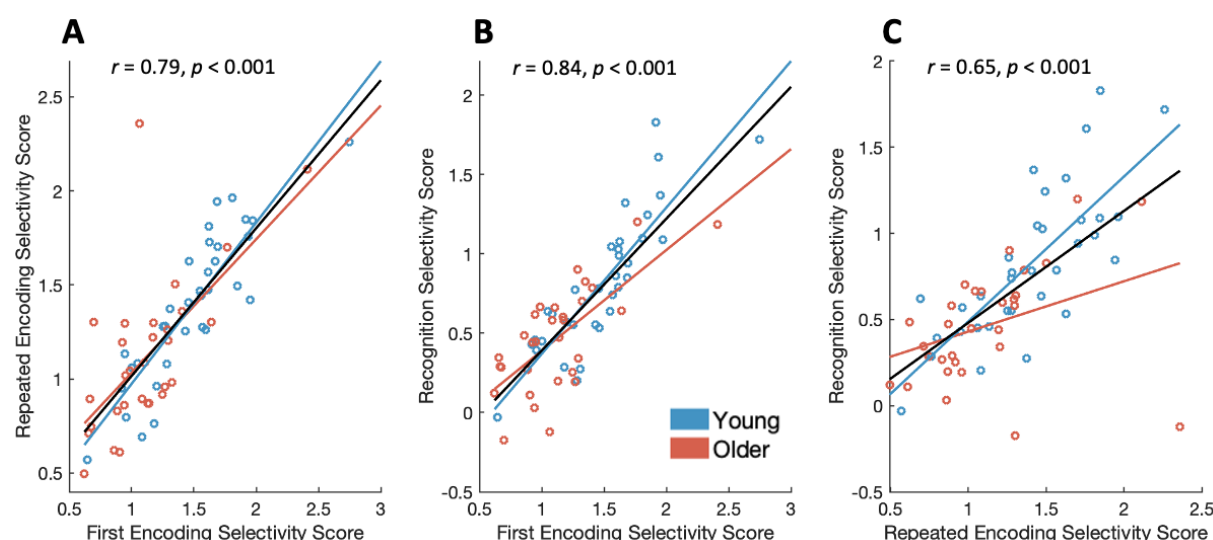 A
r = 0.79, p < 0.001
Repeated Encoding Selectivity Score
2.5
2
1.5
1
0.5
0.5
1
1.5
2
2.5
3
First Encoding Selectivity Score
B
r = 0.84, p < 0.001
Recognition Selectivity Score
2
1.5
1
0.5
0
-0.5
0.5
1
1.5
2
2.5
3
First Encoding Selectivity Score
Young
Older
C
r = 0.65, p < 0.001
Recognition Selectivity Score
2
1.5
1
0.5
0
-0.5
0.5
1
1.5
2
2.5
Repeated Encoding Selectivity Score